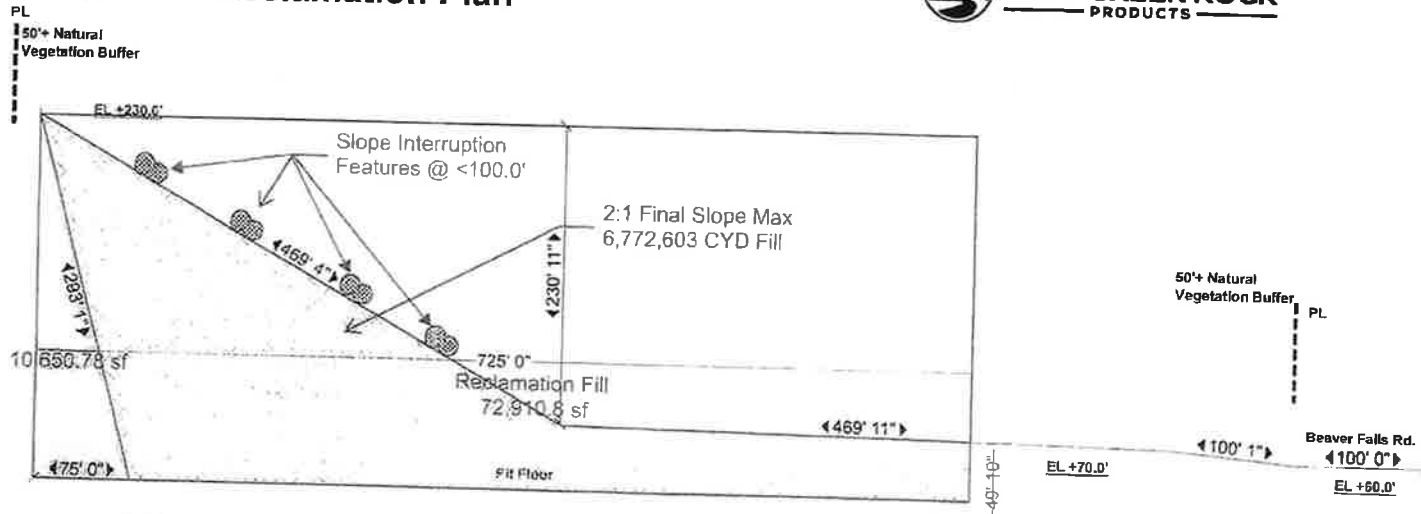 PL
50'+ Natural
Vegetation Buffer
PRODUCTS
EL +230.0'
Slope Interruption
Features @ <100.0'
2:1 Final Slope Max
6,772,603 CYD Fill
469' 4"
230' 11"
293' 1"
50'+ Natural
Vegetation Buffer
PL
10,650.78 sf
725' 0"
Reclamation Fill
72,910.8 sf
469' 11"
100' 1"
Beaver Falls Rd.
100' 0"
75' 0"
Pit Floor
49' 10"
EL +70.0'
EL +60.0'